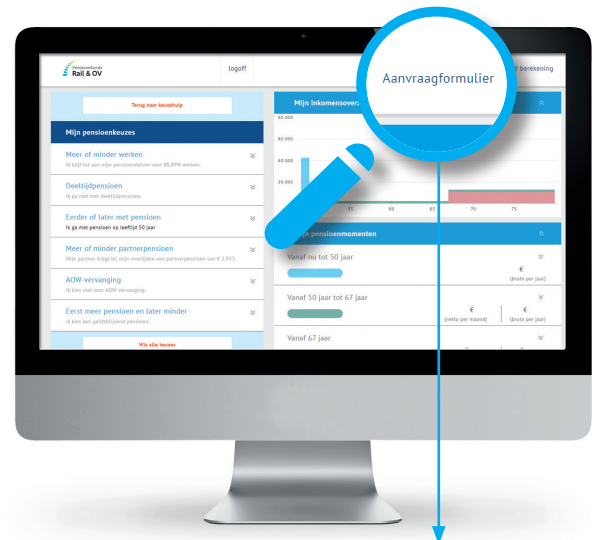 Pensioenfonds
Rail & OV
logoff
Aanvraagformulier
berekening
Terug naar keuzehulp
Mijn pensioenkeuzes
Meer of minder werken
Ik blijf tot aan mijn pensioendatum voor 88,89% werken.
Deeltijdpensioen
Ik ga niet met deeltijdpensioen.
Eerder of later met pensioen
Ik ga met pensioen op leeftijd 50 jaar
Meer of minder partnerpensioen
Mijn partner krijgt bij mijn overlijden een partnerpensioen van € 2.953.
AOW-vervanging
Ik kies niet voor AOW-vervanging.
Eerst meer pensioen en later minder
Ik kies een gelijkblijvend pensioen.
Wis alle keuzes
Mijn inkomensoverz
80.000
60.000
40.000
20.000
55
60
65
70
75
jn pensioenmomenten
Vanaf nu tot 50 jaar
€
(bruto per jaar)
Vanaf 50 jaar tot 67 jaar
€
(netto per maand)
€
(bruto per jaar)
Vanaf 67 jaar